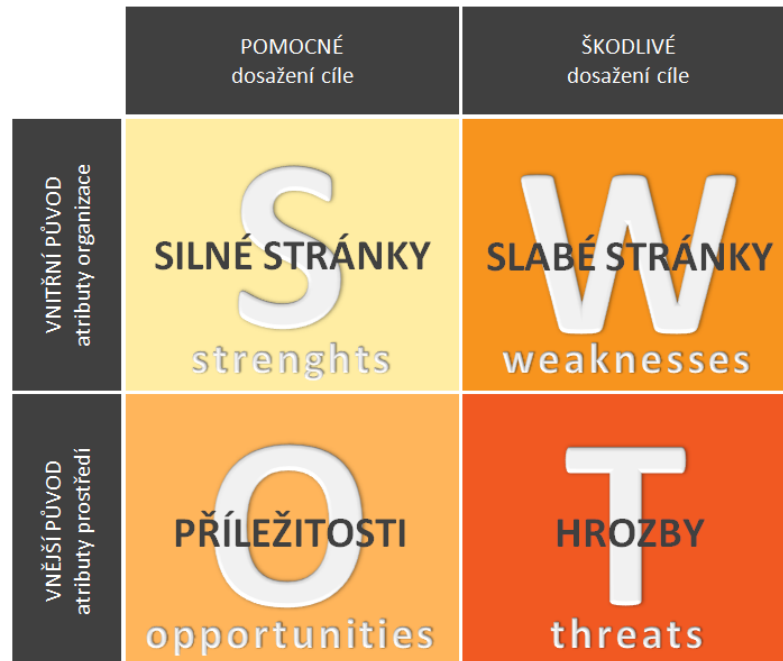 POMOCNÉ
dosažení cíle
ŠKODLIVÉ
dosažení cíle
VNITŘNÍ PŮVOD
atributy organizace
S
SILNÉ STRÁNKY
strenghts
W
SLABÉ STRÁNKY
weaknesses
VNĚJŠÍ PŮVOD
atributy prostředí
O
PŘÍLEŽITOSTI
opportunities
T
HROZBY
threats